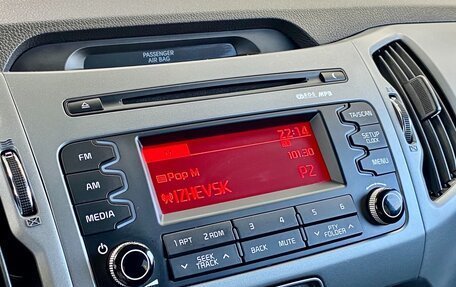 PASSENGER
AIR BAG
MP3
FM
AM
MEDIA
22:14
Pop M
101.30
IZHEVSK
P2
TA/SCAN
SETUP
CLOCK
MENU
1 RPT
2 RDM
3
4
5
6
SEEK
TRACK
BACK
MUTE
PTY
FOLDER